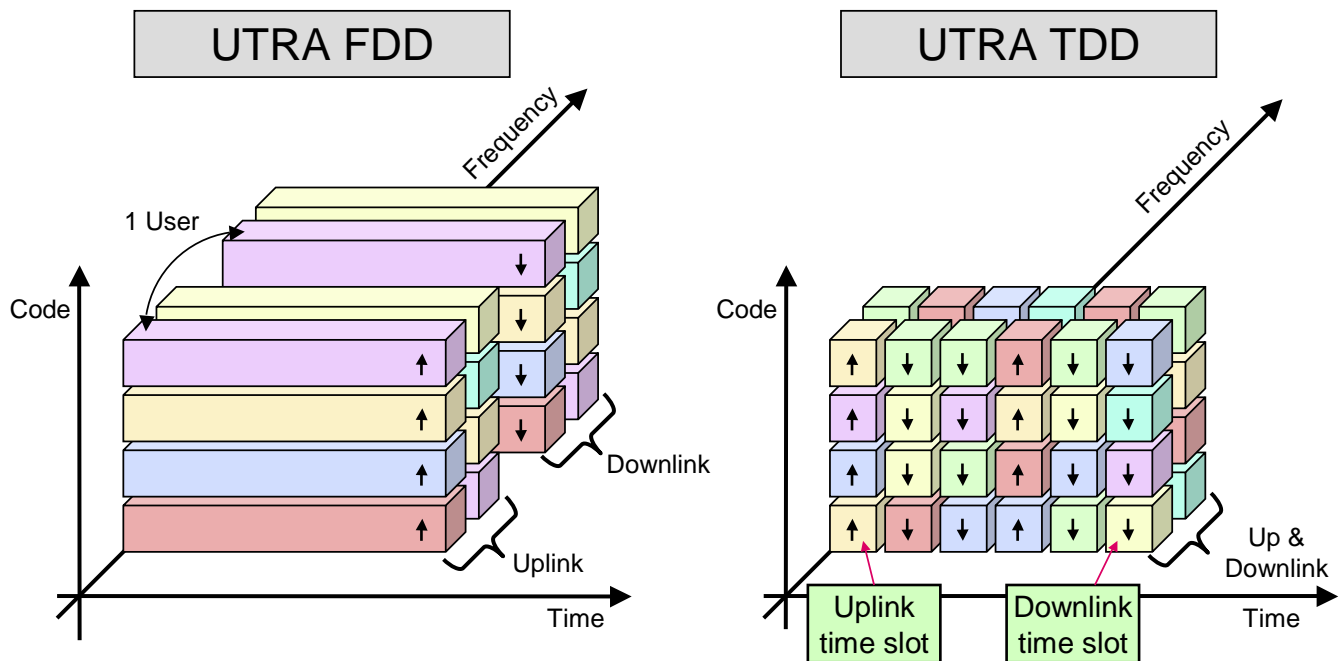 UTRA FDD
Frequency
1 User
Code
Downlink
Uplink
Time
UTRA TDD
Frequency
Code
Up &
Downlink
Time
Uplink
time slot
Downlink
time slot